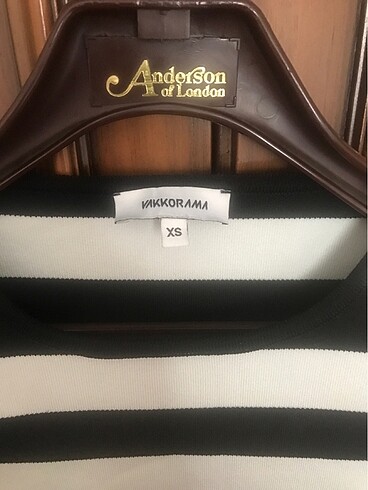 Anderson
of London
VAKKORAMA
XS